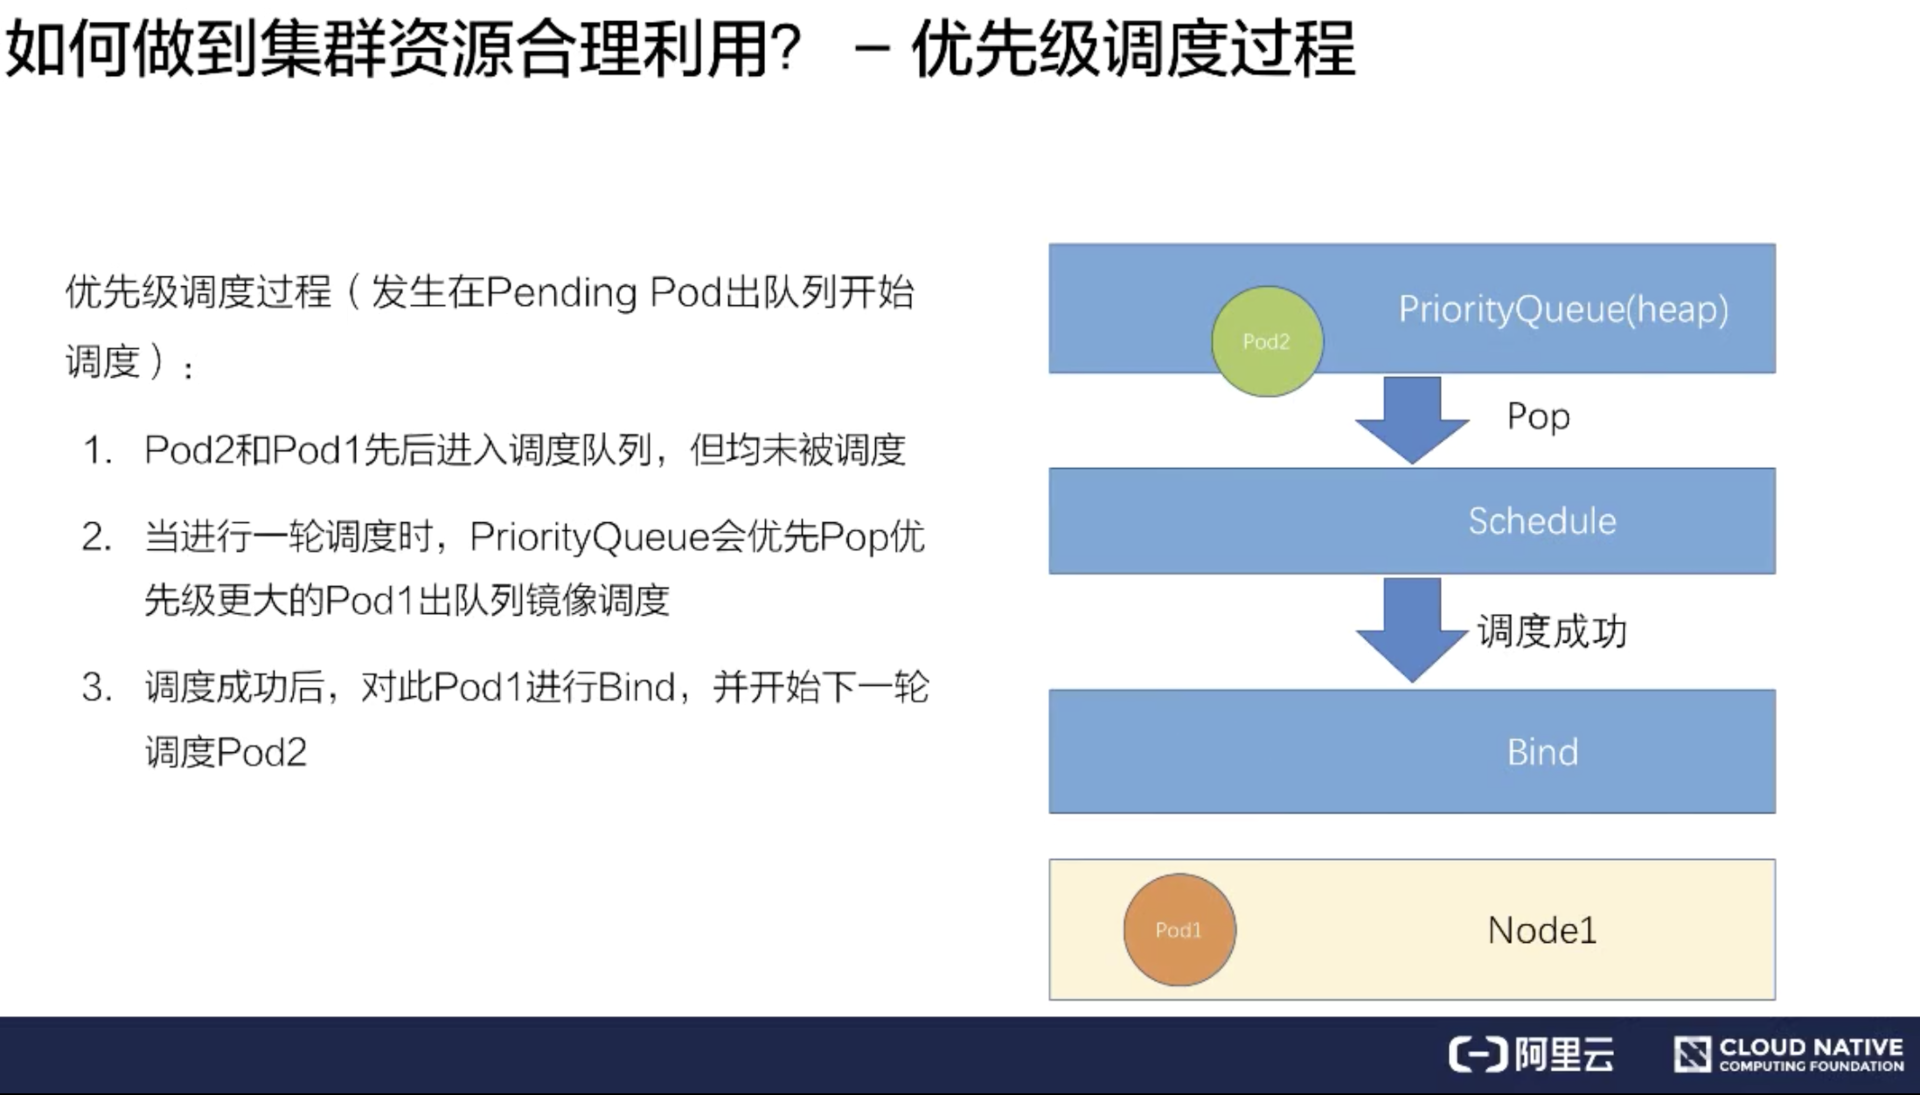 如何做到集群资源合理利用? – 优先级调度过程
优先级调度过程（发生在Pending Pod出队列开始
调度）:
1. Pod2和Pod1先后进入调度队列，但均未被调度
2. 当进行一轮调度时，PriorityQueue会优先Pop优
先级更大的Pod1出队列镜像调度
3. 调度成功后，对此Pod1进行Bind，并开始下一轮
调度Pod2
PriorityQueue(heap)
Pod2
Pop
Schedule
调度成功
Bind
Pod1
Node1
阿里云
CLOUD NATIVE
COMPUTING FOUNDATION